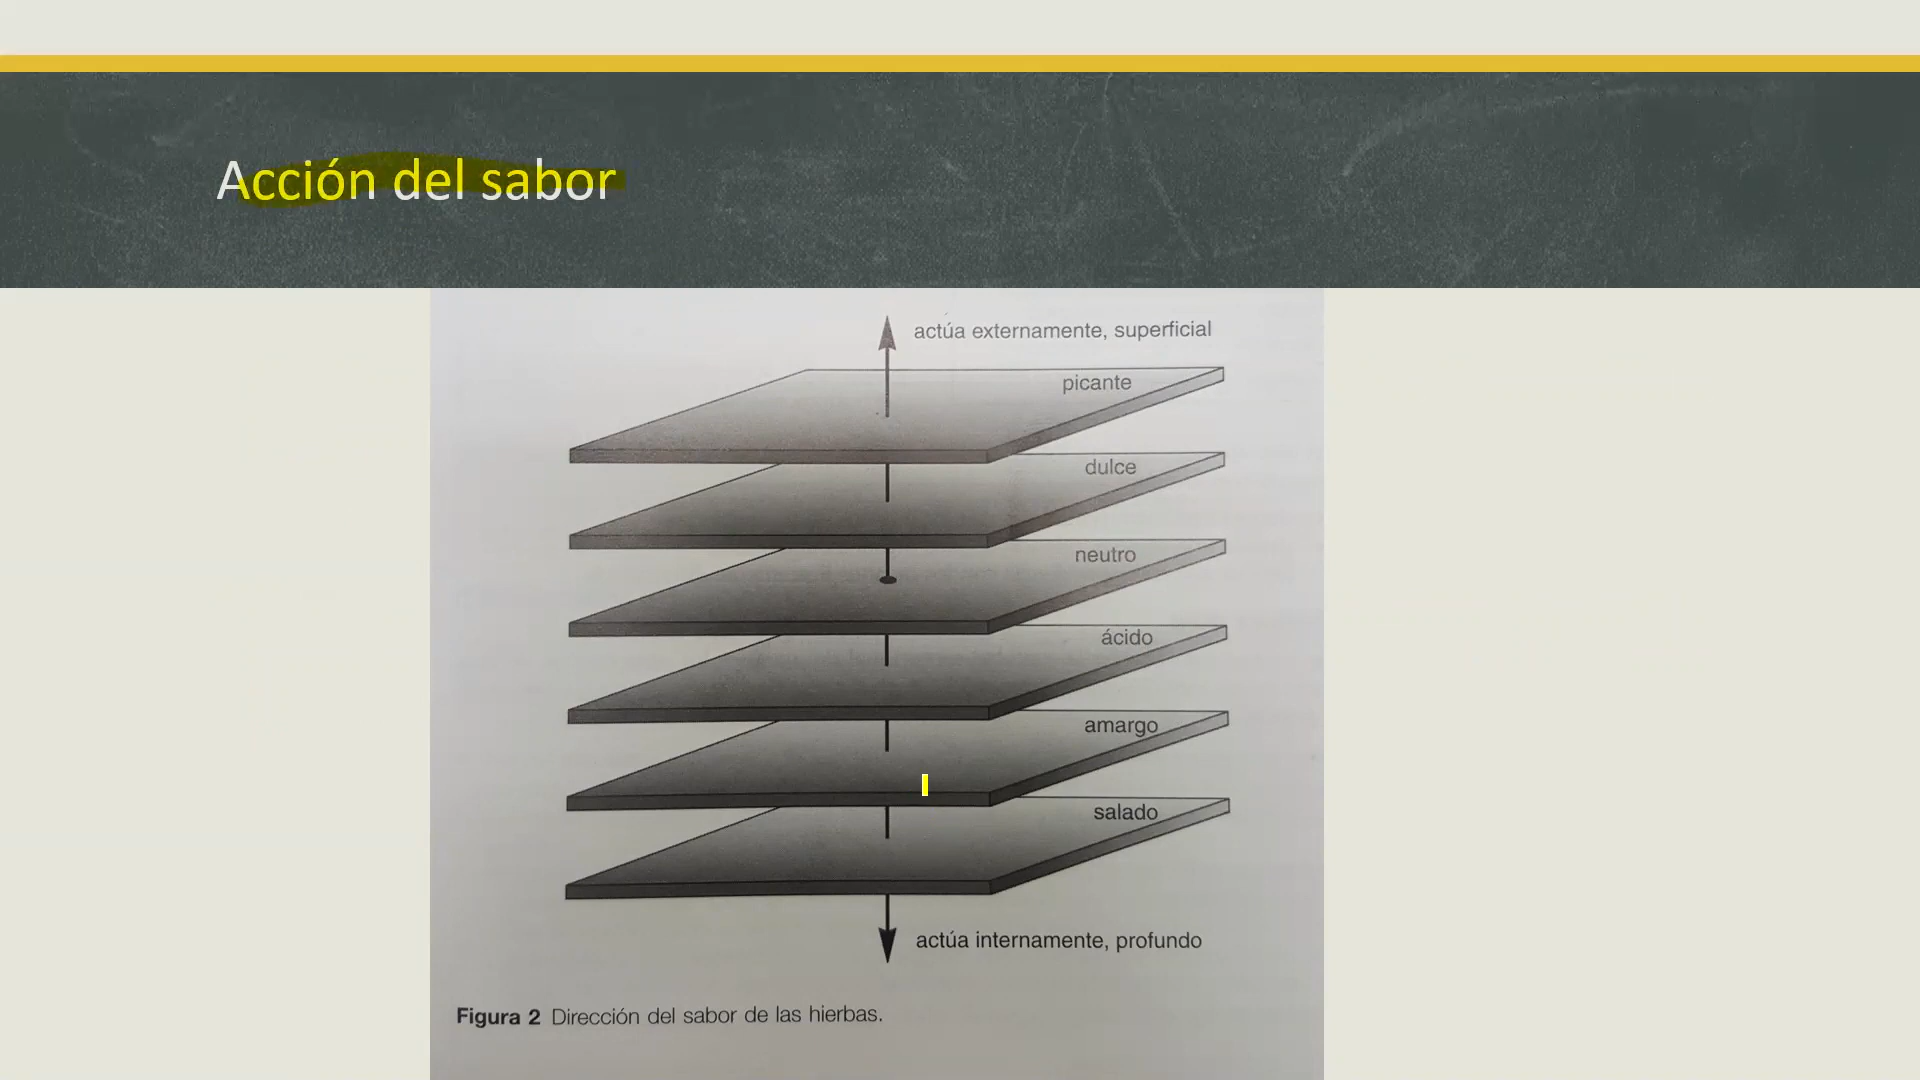 Acción del sabor
actúa externamente, superficial
picante
dulce
neutro
ácido
amargo
salado
actúa internamente, profundo
Figura 2 Dirección del sabor de las hierbas.